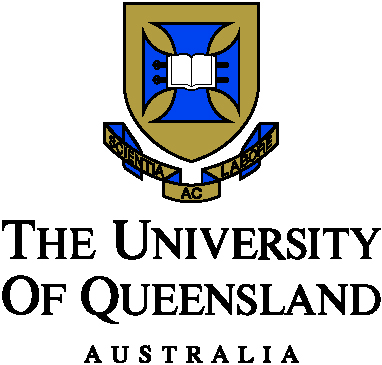 SCIENTIA AC LABORE
THE UNIVERSITY
OF QUEENSLAND
AUSTRALIA